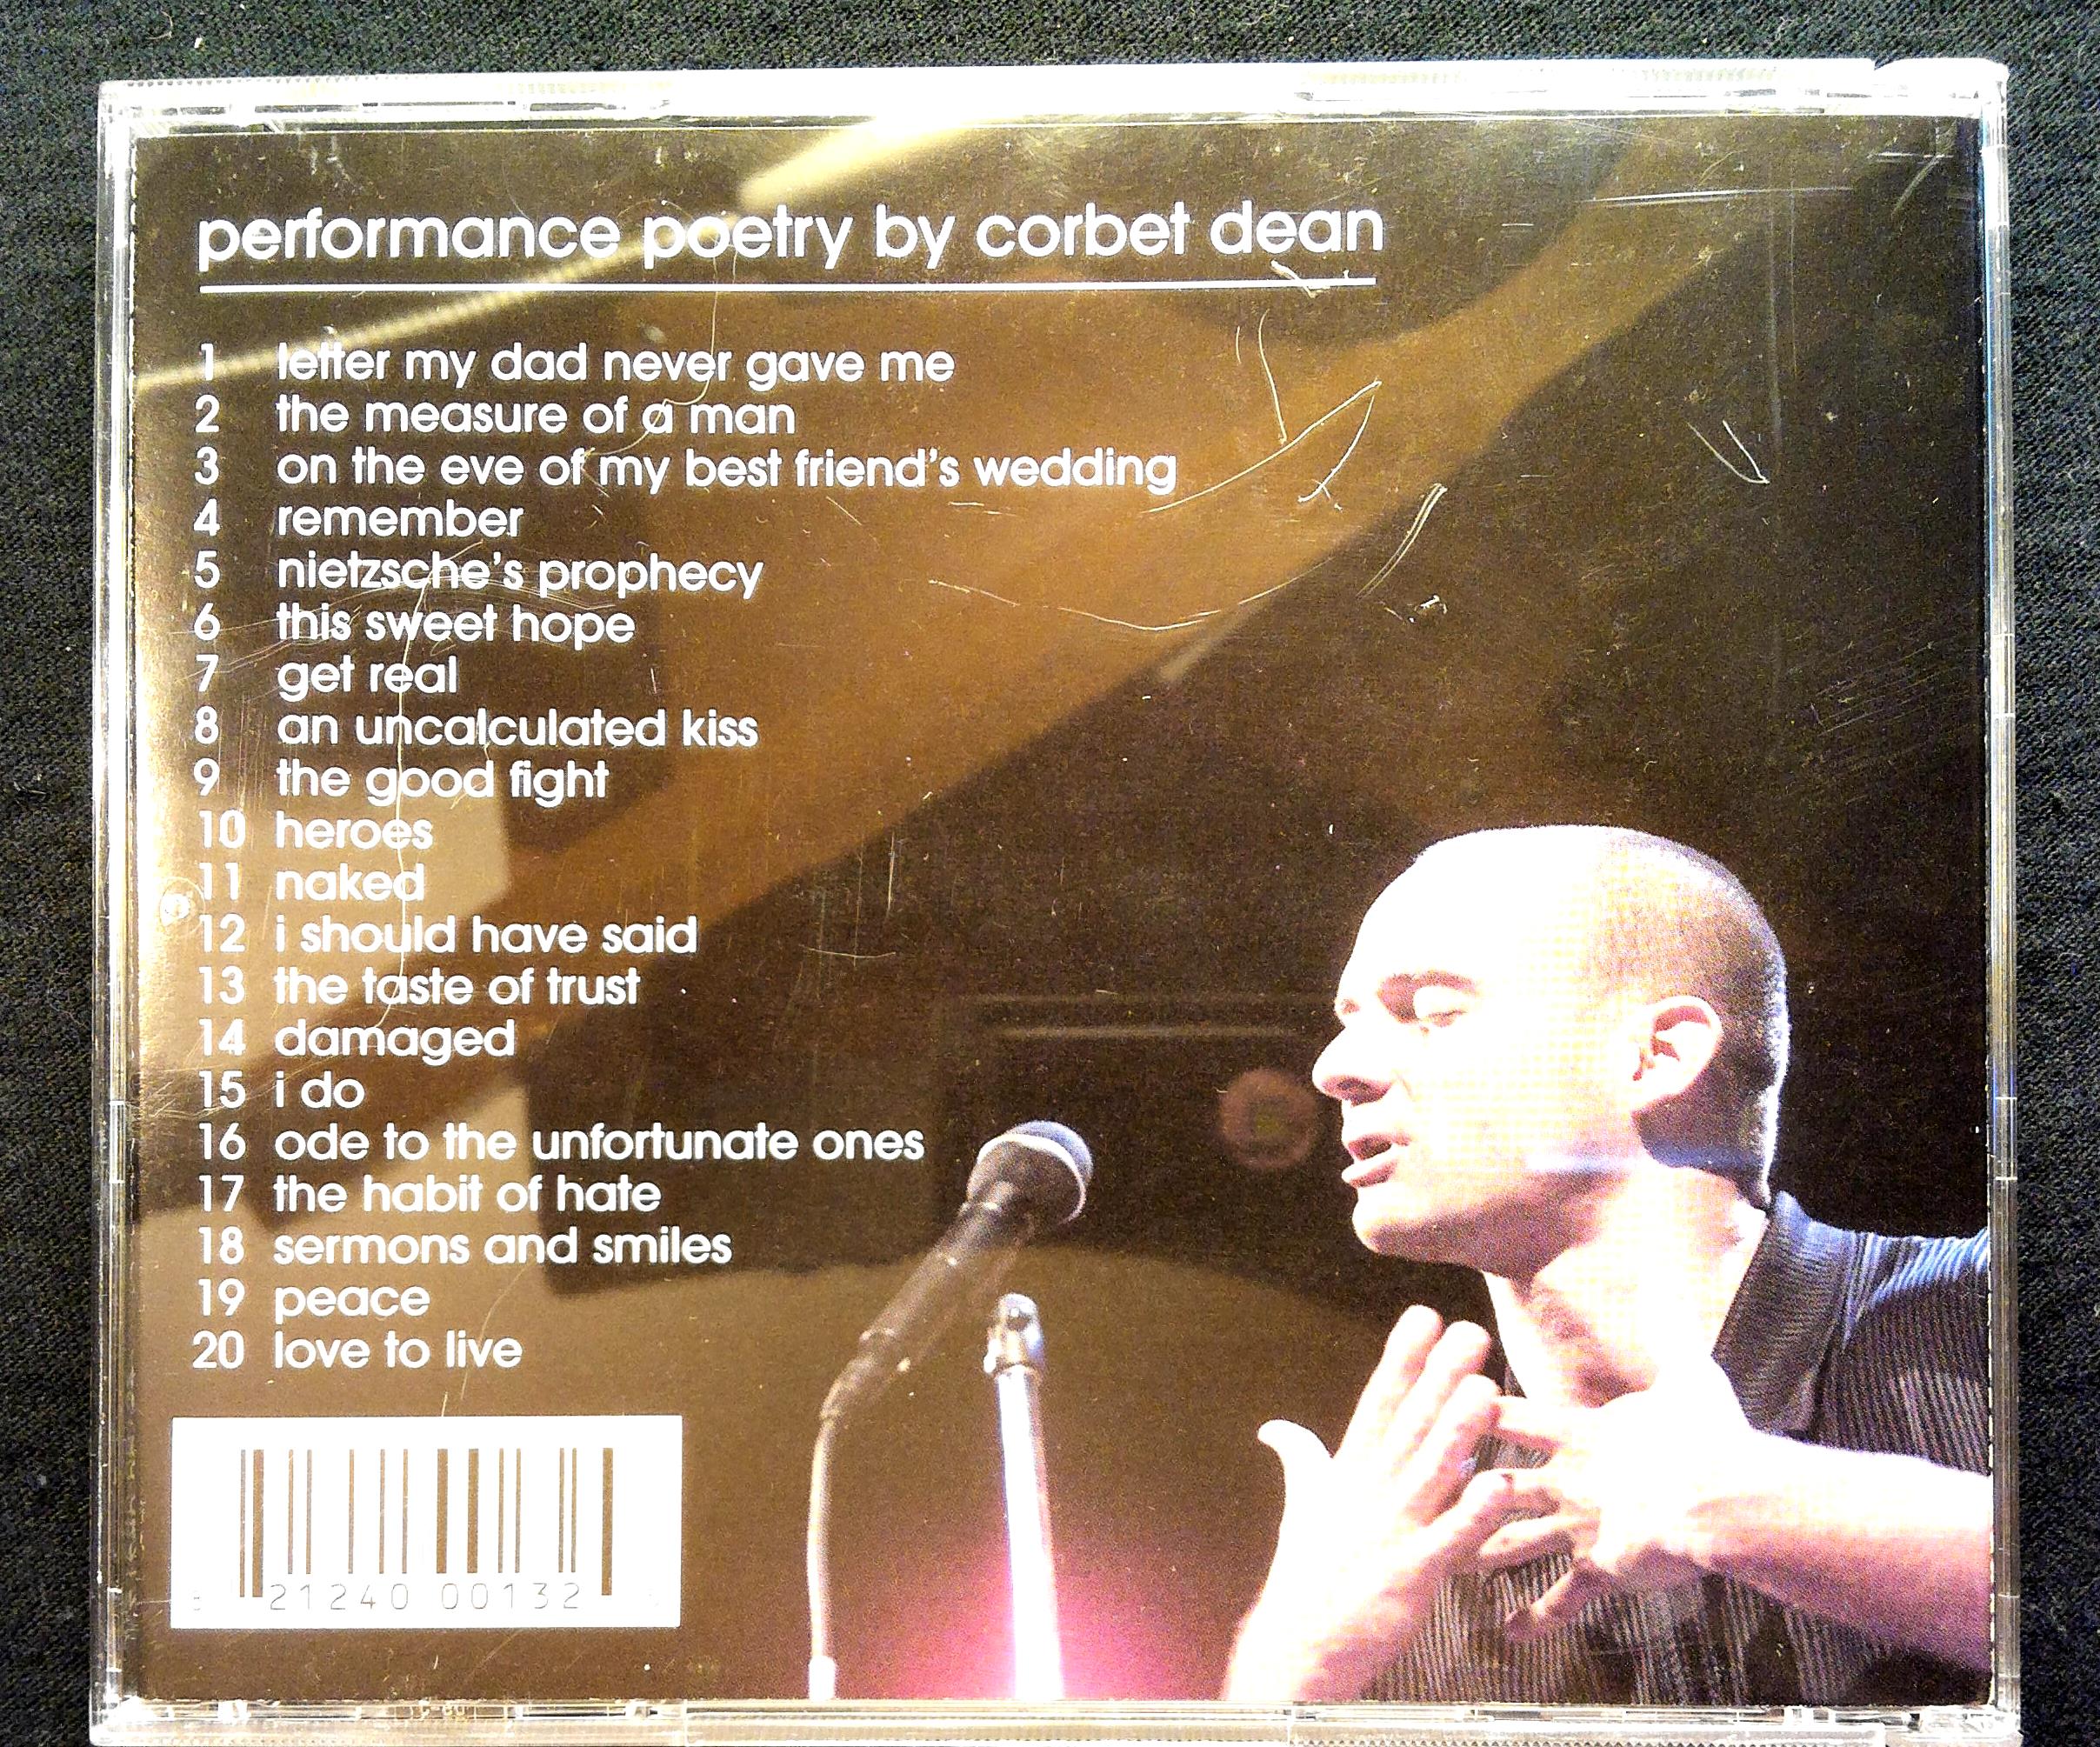 performance poetry by corbet dean
1 letter my dad never gave me
2 the measure of a man
3 on the eve of my best friend's wedding
4 remember
5 nietzsche's prophecy
6 this sweet hope
7 get real
8 an uncalculated kiss
9 the good fight
10 heroes
11 naked
12 i should have said
13 the taste of trust
14 damaged
15 i do
16 ode to the unfortunate ones
17 the habit of hate
18 sermons and smiles
19 peace
20 love to live
21240 00132